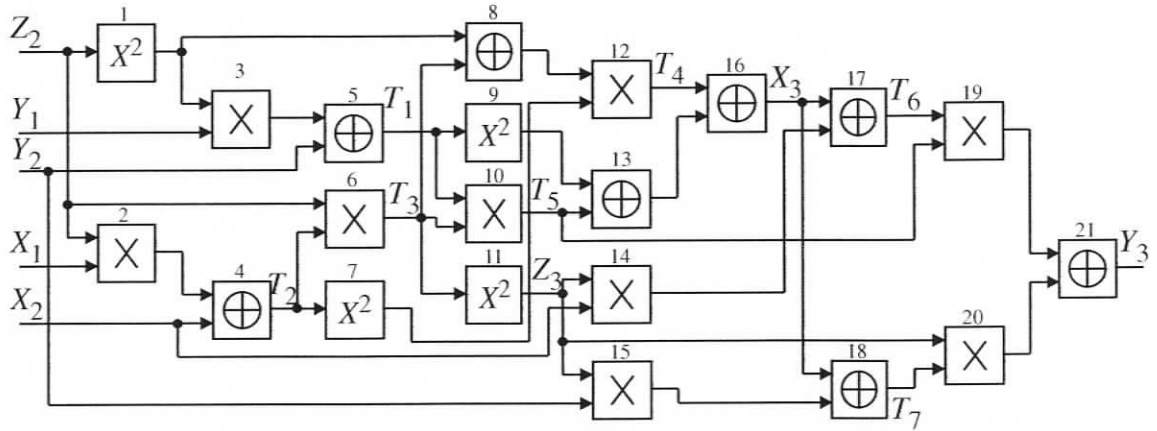 1
Z₂
X²
8
⊕
3
×
Y₁
Y₂
5
⊕
T₁
9
X²
12
×
T₄
16
⊕
X₃
17
⊕
T₆
19
×
13
⊕
6
×
T₃
10
×
T₅
2
×
X₁
X₂
4
⊕
T₂
7
X²
11
X²
Z₃
14
×
21
⊕
Y₃
15
×
18
⊕
T₇
20
×